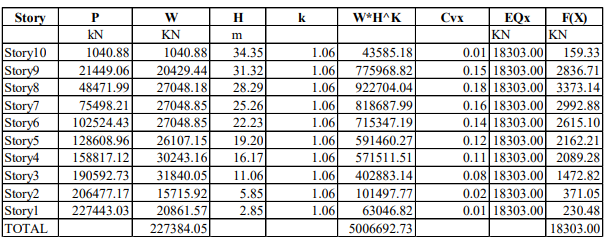 Story P W H k W*H^K Cvx EQx F(X)
kN KN m KN KN
Story10 1040.88 1040.88 34.35 1.06 43585.18 0.01 18303.00 159.33
Story9 21449.06 20429.44 31.32 1.06 775968.82 0.15 18303.00 2836.71
Story8 48471.99 27048.18 28.29 1.06 922704.04 0.18 18303.00 3373.14
Story7 75498.21 27048.85 25.26 1.06 818687.99 0.16 18303.00 2992.88
Story6 102524.43 27048.85 22.23 1.06 715347.19 0.14 18303.00 2615.10
Story5 128608.96 26107.15 19.20 1.06 591460.27 0.12 18303.00 2162.21
Story4 158817.12 30243.16 16.17 1.06 571511.51 0.11 18303.00 2089.28
Story3 190592.73 31840.05 11.06 1.06 402883.14 0.08 18303.00 1472.82
Story2 206477.17 15715.92 5.85 1.06 101497.77 0.02 18303.00 371.05
Story1 227443.03 20861.57 2.85 1.06 63046.82 0.01 18303.00 230.48
TOTAL 227384.05 5006692.73 18303.00